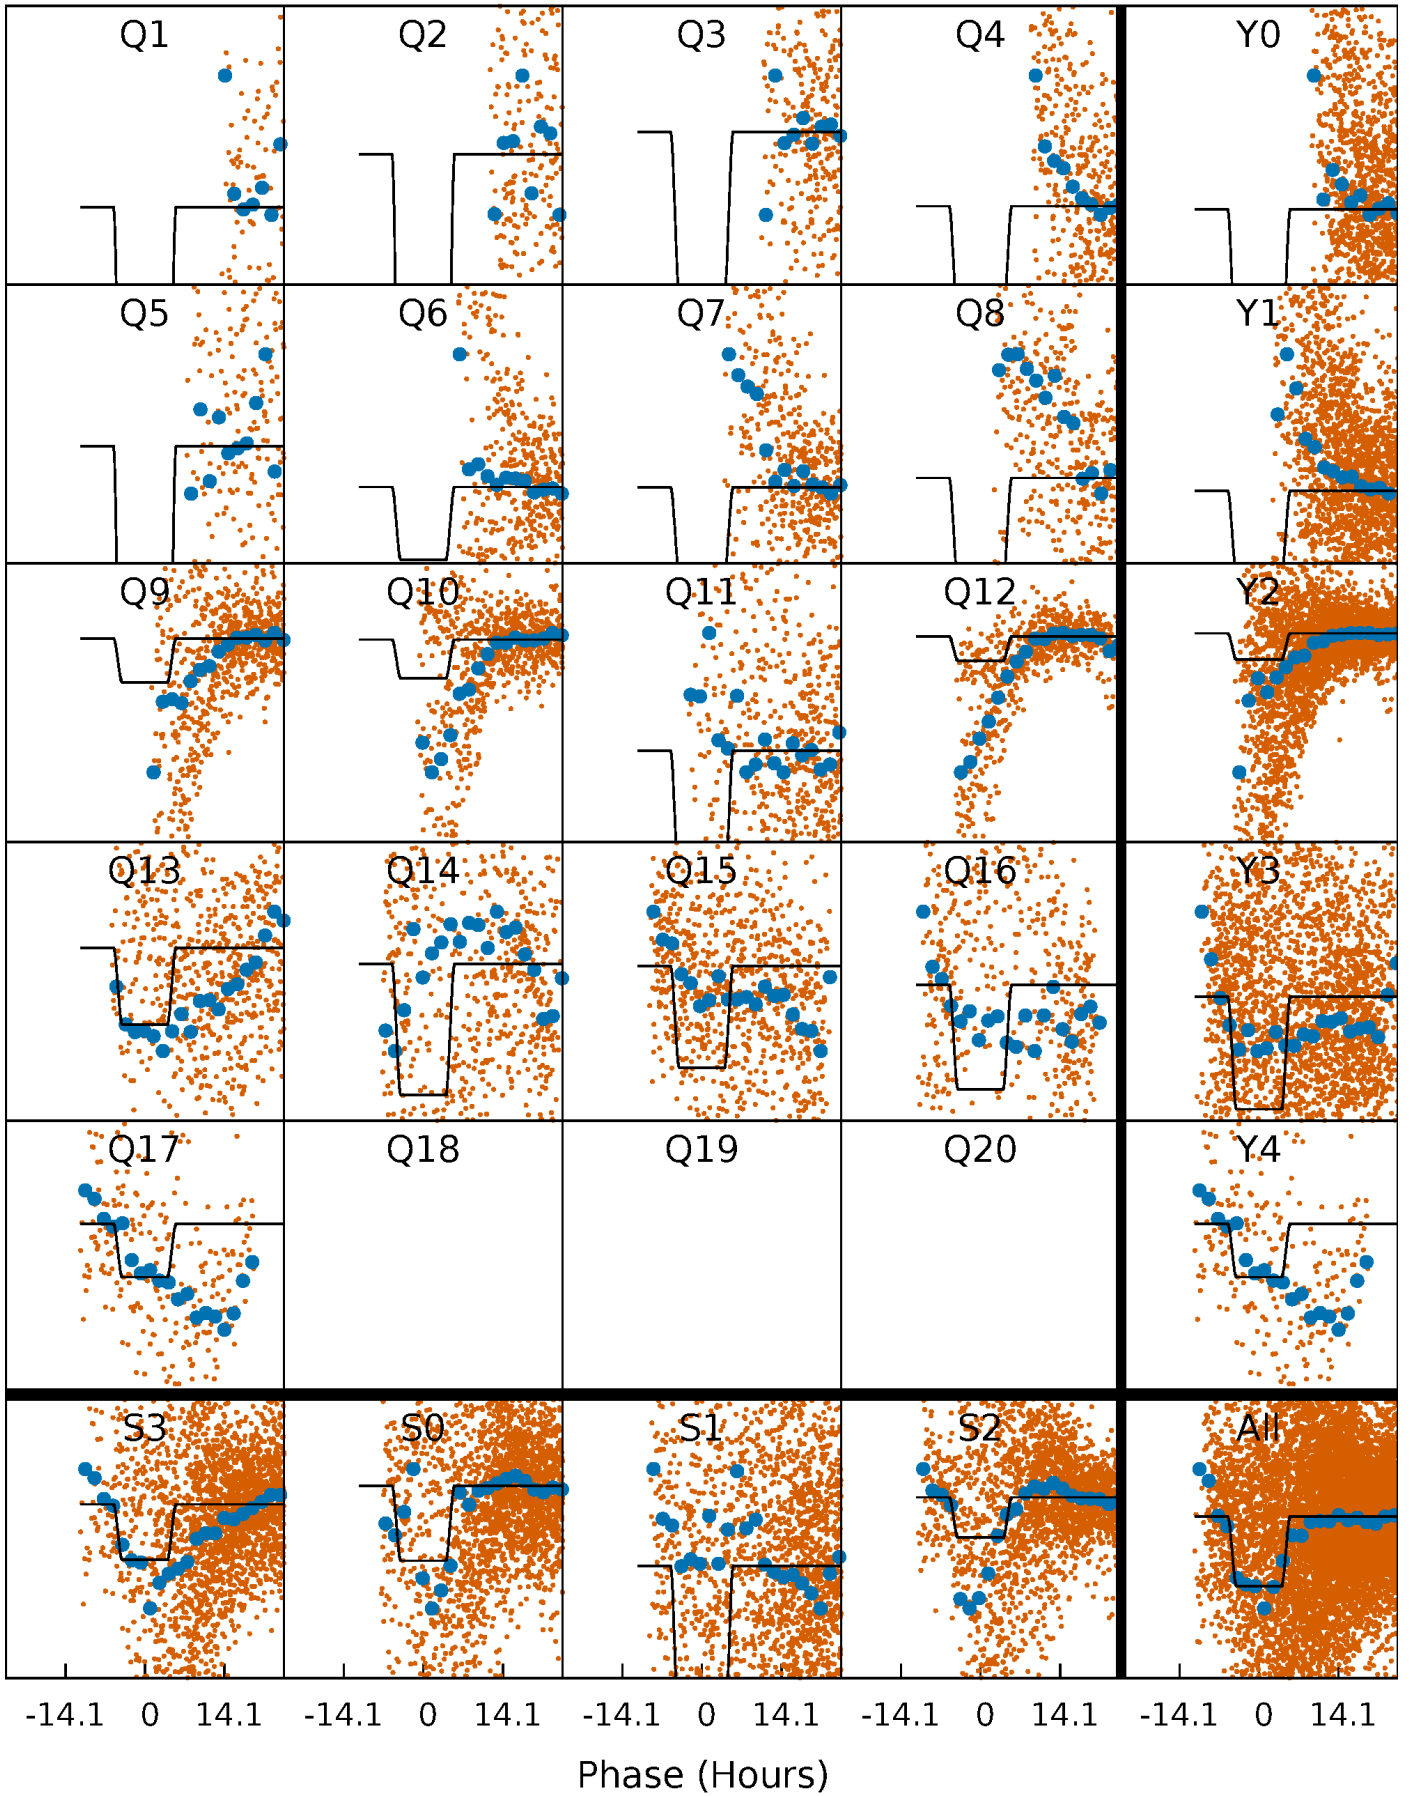 Q1 Q2 Q3 Q4 Y0
Q5 Q6 Q7 Q8 Y1
Q9 Q10 Q11 Q12 Y2
Q13 Q14 Q15 Q16 Y3
Q17 Q18 Q19 Q20 Y4
S3 S0 S1 S2 All
-14.1 0 14.1 -14.1 0 14.1 -14.1 0 14.1 -14.1 0 14.1 -14.1 0 14.1
Phase (Hours)